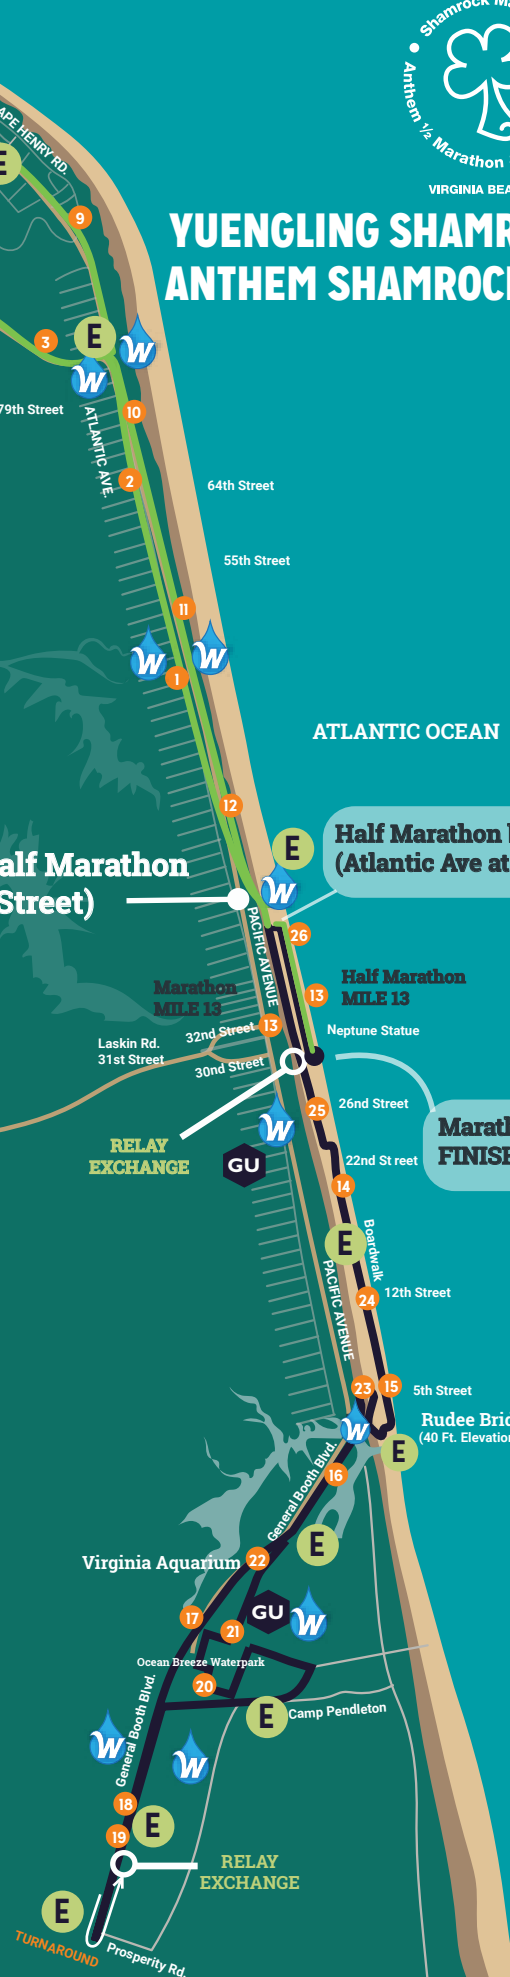 Shamrock Ma
Anthem ½ Marathon
VIRGINIA BEA
YUENGLING SHAMR
ANTHEM SHAMROC
APE HENRY RD.
E
9
3
E
W
W
79th Street
ATLANTIC AVE.
10
2
64th Street
55th Street
11
W
W
1
ATLANTIC OCEAN
12
E
Half Marathon
(Atlantic Ave at
alf Marathon
Street)
W
PACIFIC AVENUE
26
Marathon
MILE 13
13
Half Marathon
MILE 13
32nd Street
13
Neptune Statue
Laskin Rd.
31st Street
30nd Street
25
26nd Street
W
RELAY
EXCHANGE
GU
Marat
FINISH
22nd St reet
14
E
Boardwalk
PACIFIC AVENUE
24
12th Street
23
15
5th Street
W
Rudee Brid
(40 Ft. Elevation
E
General Booth Blvd.
16
E
Virginia Aquarium
22
GU
W
17
21
Ocean Breeze Waterpark
20
E
Camp Pendleton
General Booth Blvd.
W
W
18
E
19
RELAY
EXCHANGE
E
TURNAROUND
Prosperity Rd.